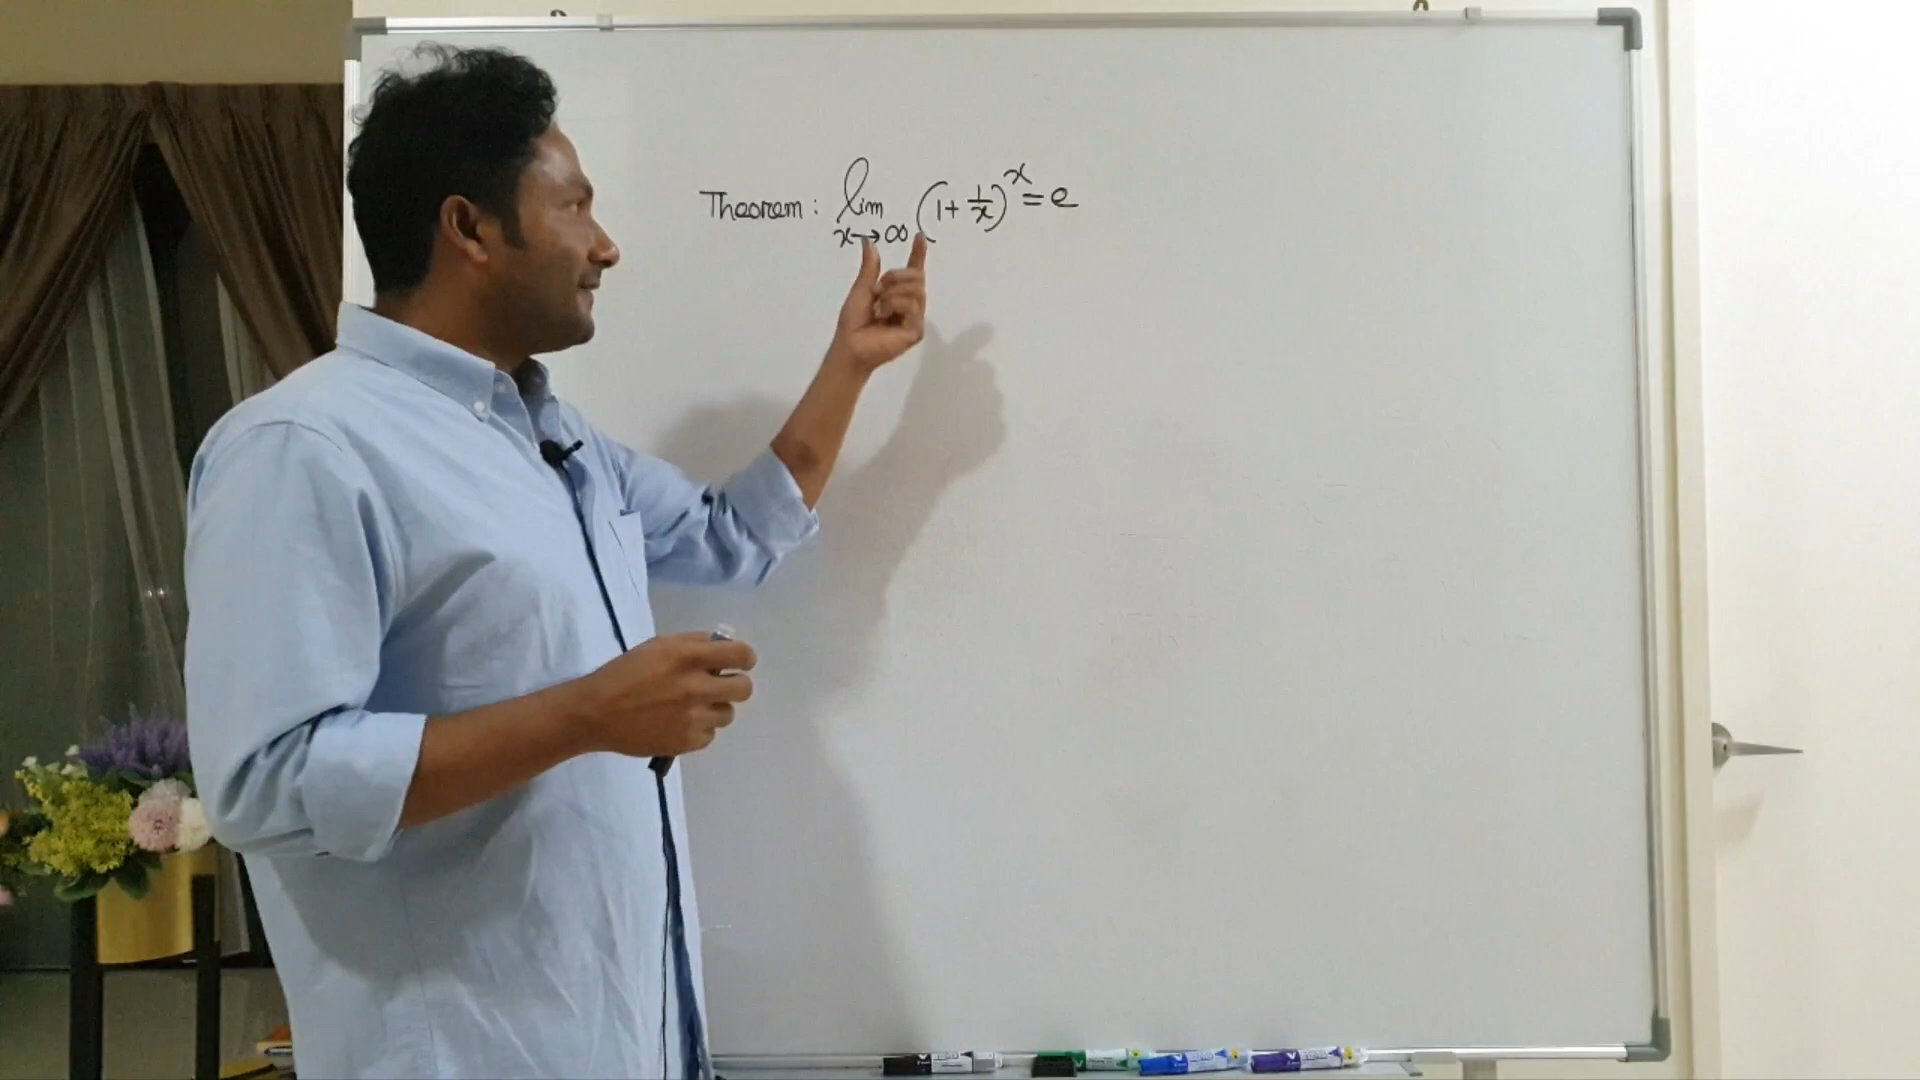 Theorem: lim x→∞ (1+1/x)^x = e